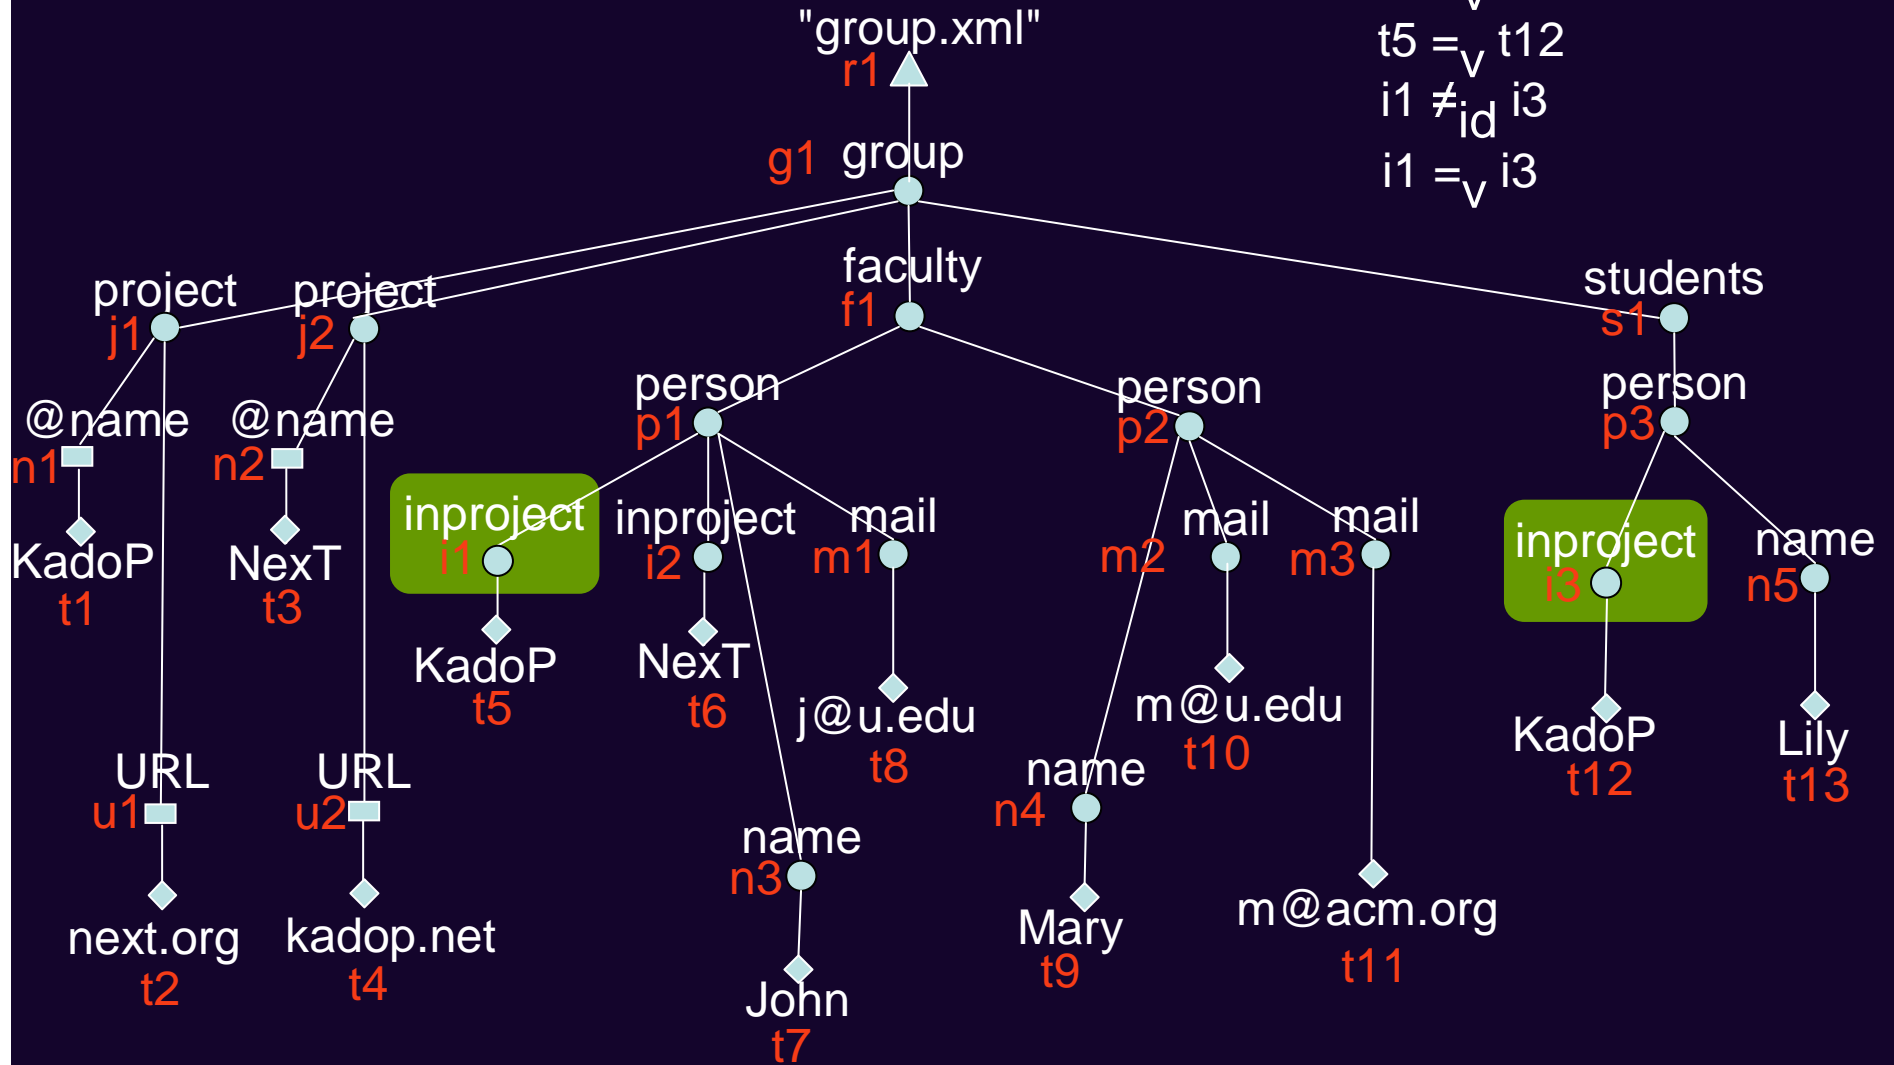 "group.xml"
r1
v
t5 =v t12
i1 ≠id i3
i1 =v i3
g1 group
project
j1
project
j2
faculty
f1
students
s1
@name
n1
@name
n2
person
p1
person
p2
person
p3
KadoP
t1
NexT
t3
inproject
i1
inproject
i2
mail
m1
mail
m2
mail
m3
inproject
i3
name
n5
KadoP
t5
NexT
t6
j@u.edu
t8
m@u.edu
t10
KadoP
t12
Lily
t13
URL
u1
URL
u2
name
n3
name
n4
next.org
t2
kadop.net
t4
John
t7
Mary
t9
m@acm.org
t11